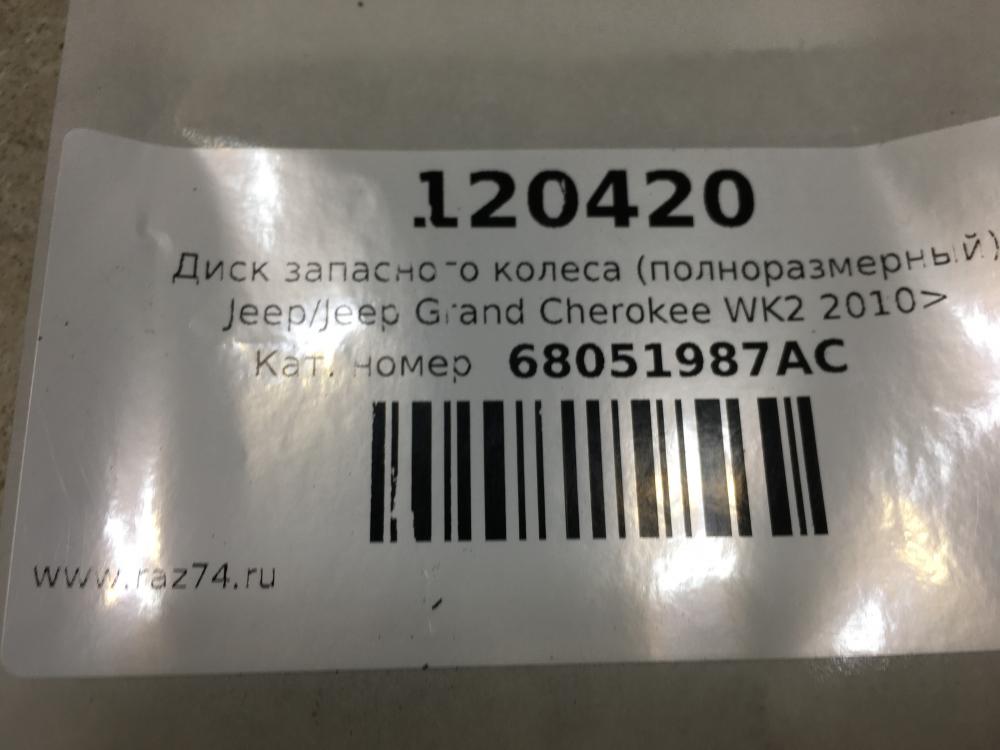 120420
Диск запасного колеса (полноразмерный)
Jeep/Jeep Grand Cherokee WK2 2010>
Кат. номер 68051987AC
www.raz74.ru